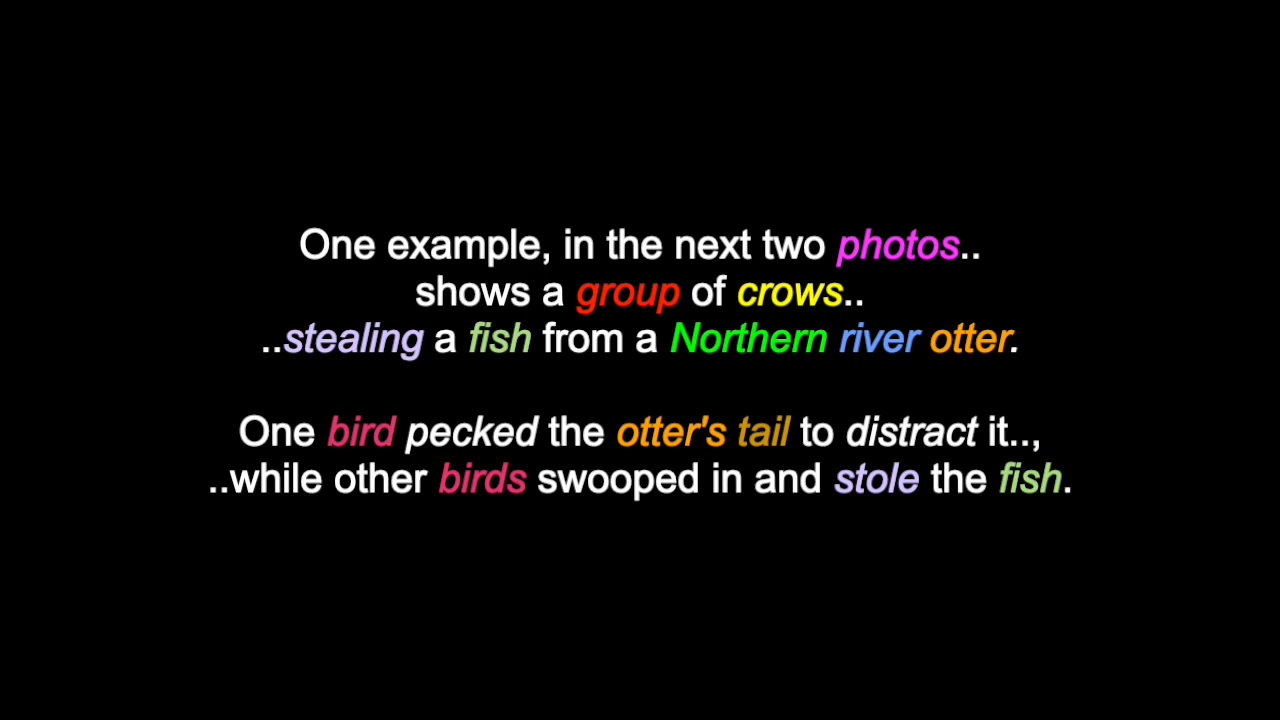 One example, in the next two photos..
shows a group of crows..
..stealing a fish from a Northern river otter.
One bird pecked the otter's tail to distract it..,
..while other birds swooped in and stole the fish.